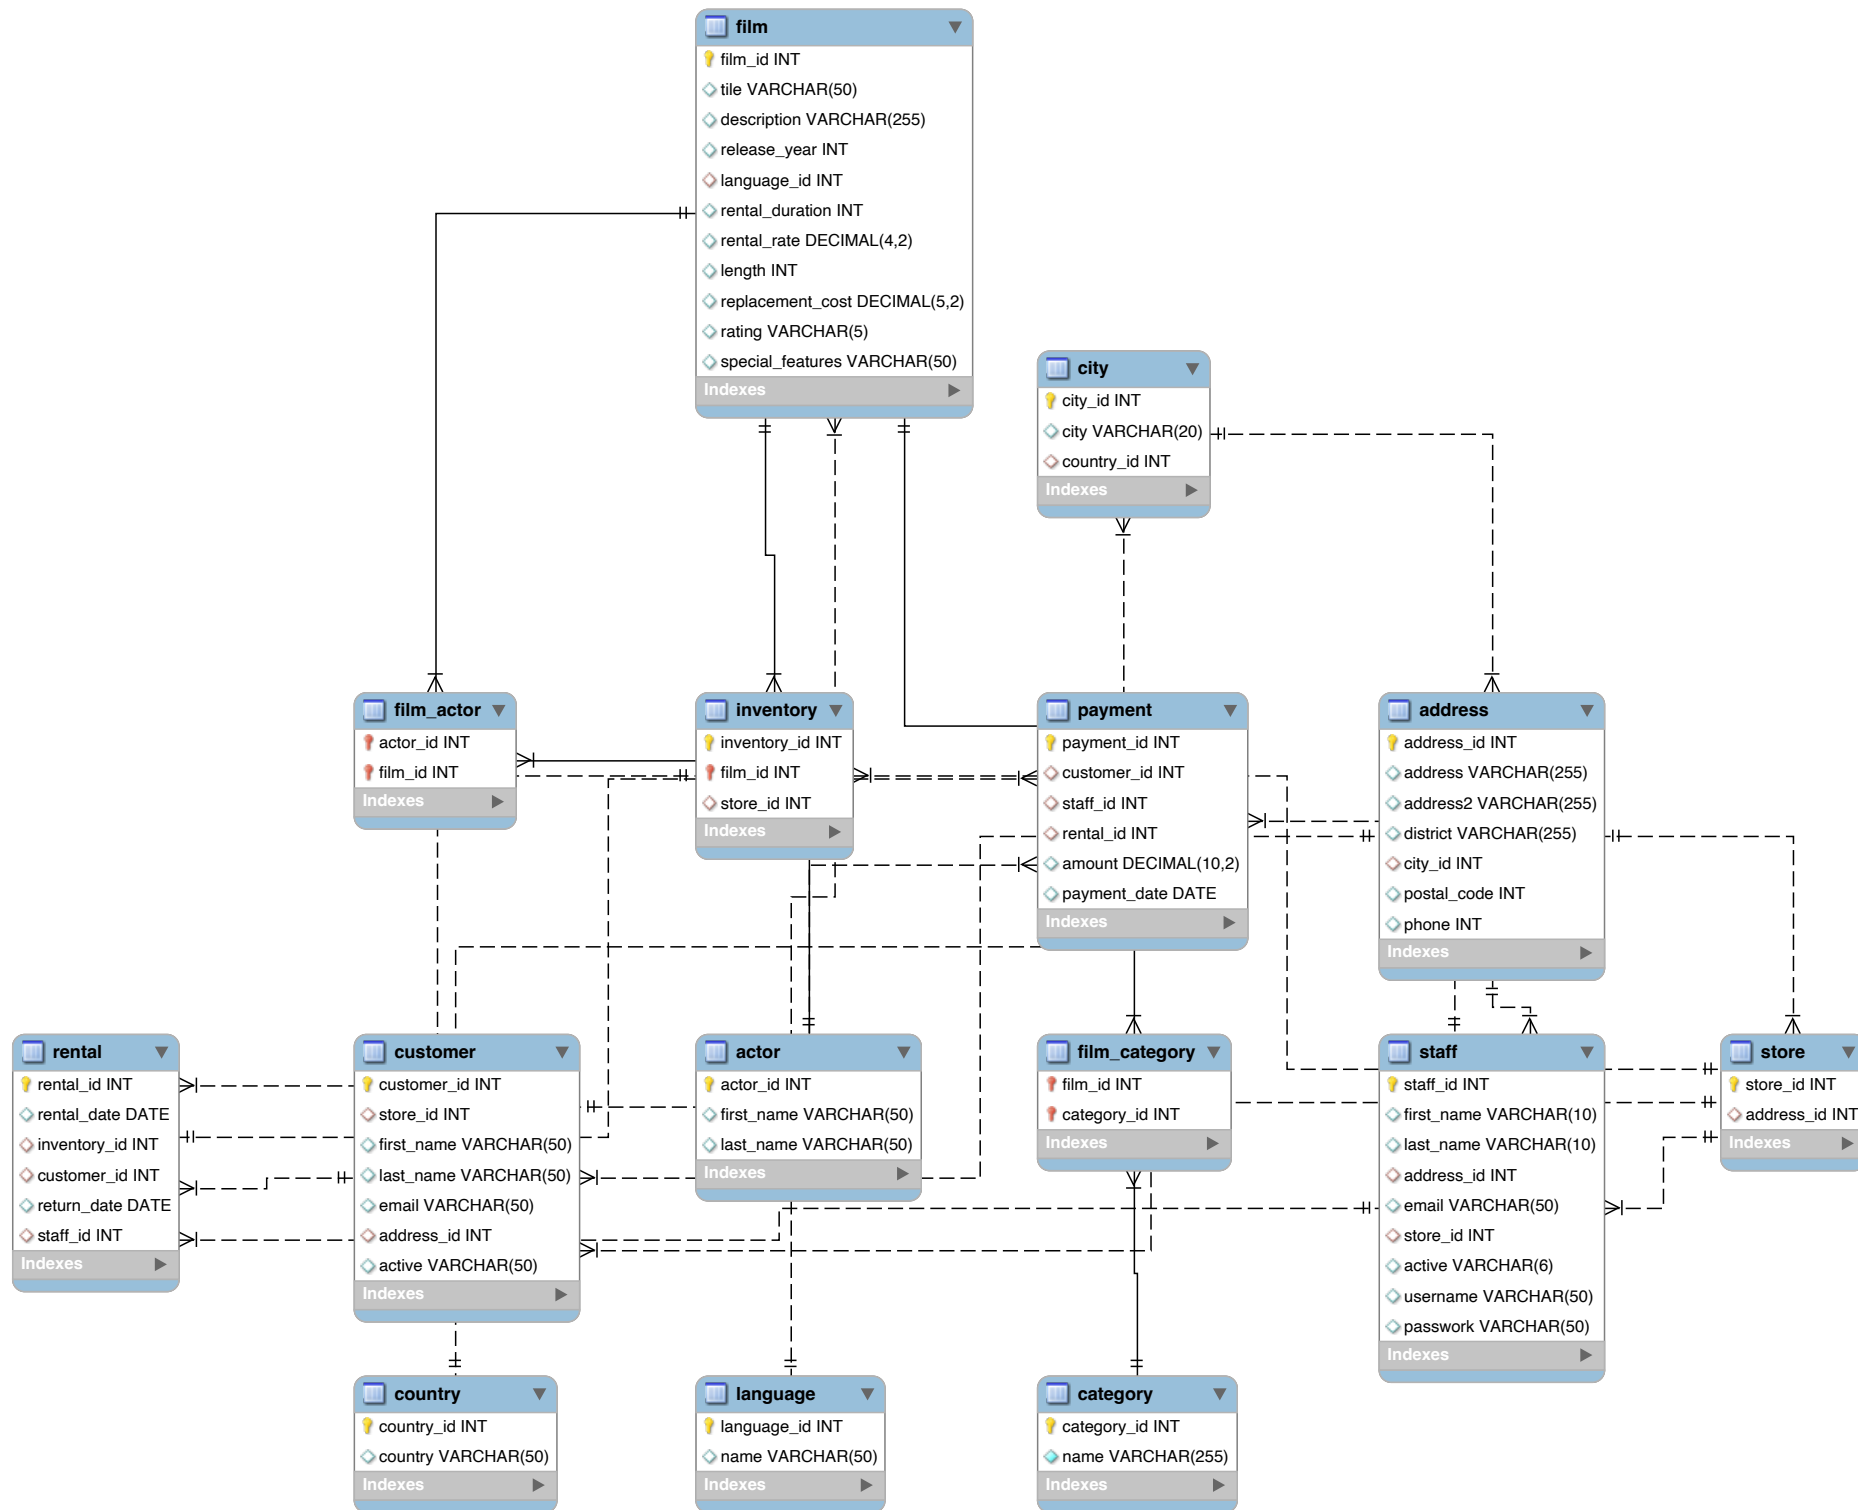 film
film_id INT
tile VARCHAR(50)
description VARCHAR(255)
release_year INT
language_id INT
rental_duration INT
rental_rate DECIMAL(4,2)
length INT
replacement_cost DECIMAL(5,2)
rating VARCHAR(5)
special_features VARCHAR(50)
Indexes
city
city_id INT
city VARCHAR(20)
country_id INT
Indexes
film_actor
actor_id INT
film_id INT
Indexes
inventory
inventory_id INT
film_id INT
store_id INT
Indexes
payment
payment_id INT
customer_id INT
staff_id INT
rental_id INT
amount DECIMAL(10,2)
payment_date DATE
Indexes
address
address_id INT
address VARCHAR(255)
address2 VARCHAR(255)
district VARCHAR(255)
city_id INT
postal_code INT
phone INT
Indexes
rental
rental_id INT
rental_date DATE
inventory_id INT
customer_id INT
return_date DATE
staff_id INT
Indexes
customer
customer_id INT
store_id INT
first_name VARCHAR(50)
last_name VARCHAR(50)
email VARCHAR(50)
address_id INT
active VARCHAR(50)
Indexes
actor
actor_id INT
first_name VARCHAR(50)
last_name VARCHAR(50)
Indexes
film_category
film_id INT
category_id INT
Indexes
staff
staff_id INT
first_name VARCHAR(10)
last_name VARCHAR(10)
address_id INT
email VARCHAR(50)
store_id INT
active VARCHAR(6)
username VARCHAR(50)
passwork VARCHAR(50)
Indexes
store
store_id INT
address_id INT
Indexes
country
country_id INT
country VARCHAR(50)
Indexes
language
language_id INT
name VARCHAR(50)
Indexes
category
category_id INT
name VARCHAR(255)
Indexes